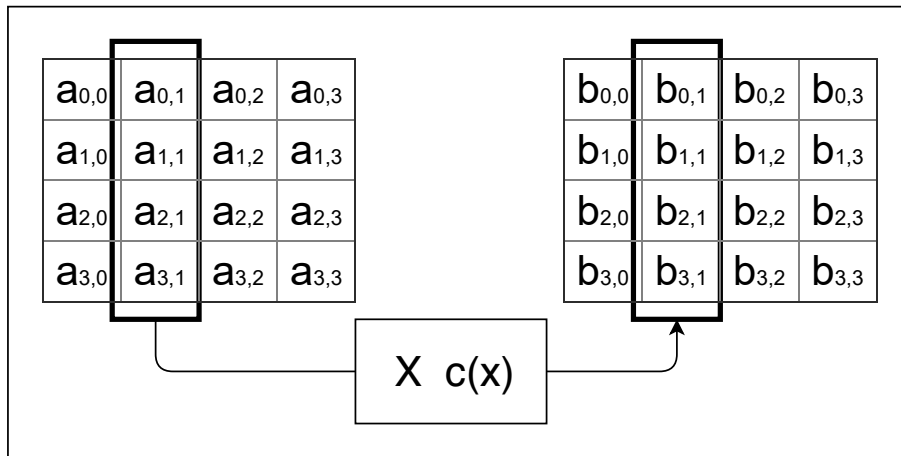 a0,0 a0,1 a0,2 a0,3 b0,0 b0,1 b0,2 b0,3
a1,0 a1,1 a1,2 a1,3 b1,0 b1,1 b1,2 b1,3
a2,0 a2,1 a2,2 a2,3 b2,0 b2,1 b2,2 b2,3
a3,0 a3,1 a3,2 a3,3 b3,0 b3,1 b3,2 b3,3
X c(x)